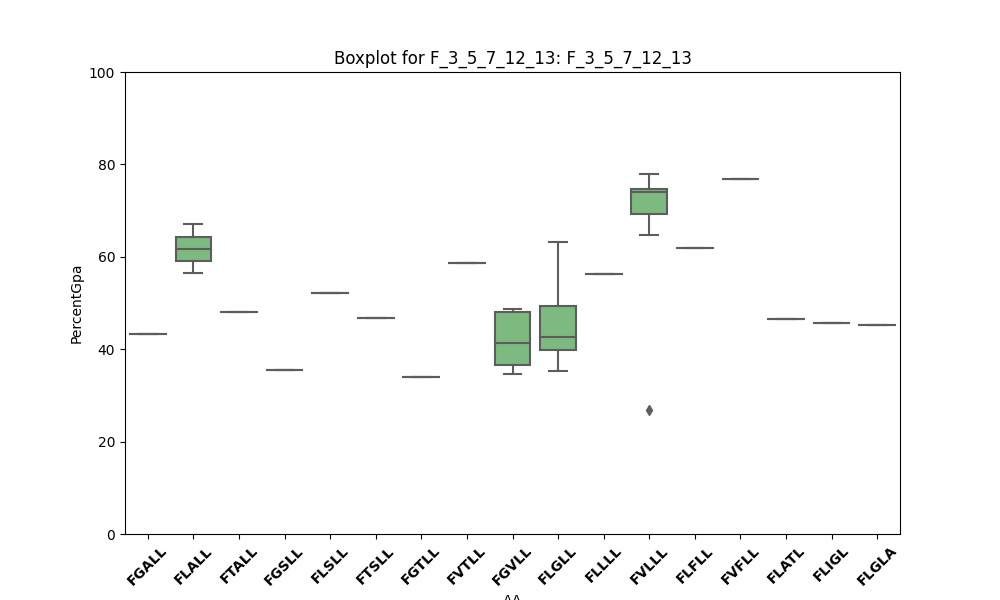 Boxplot for F_3_5_7_12_13: F_3_5_7_12_13
100
80
60
40
20
0
PercentGpa
FGALL
FLALL
FTALL
FGSLL
FLSLL
FTSLL
FGTLL
FVTLL
FGVLL
FLGLL
FLLLL
FVLLL
FLFLL
FVFLL
FLATL
FLIGL
FLGLA
AA